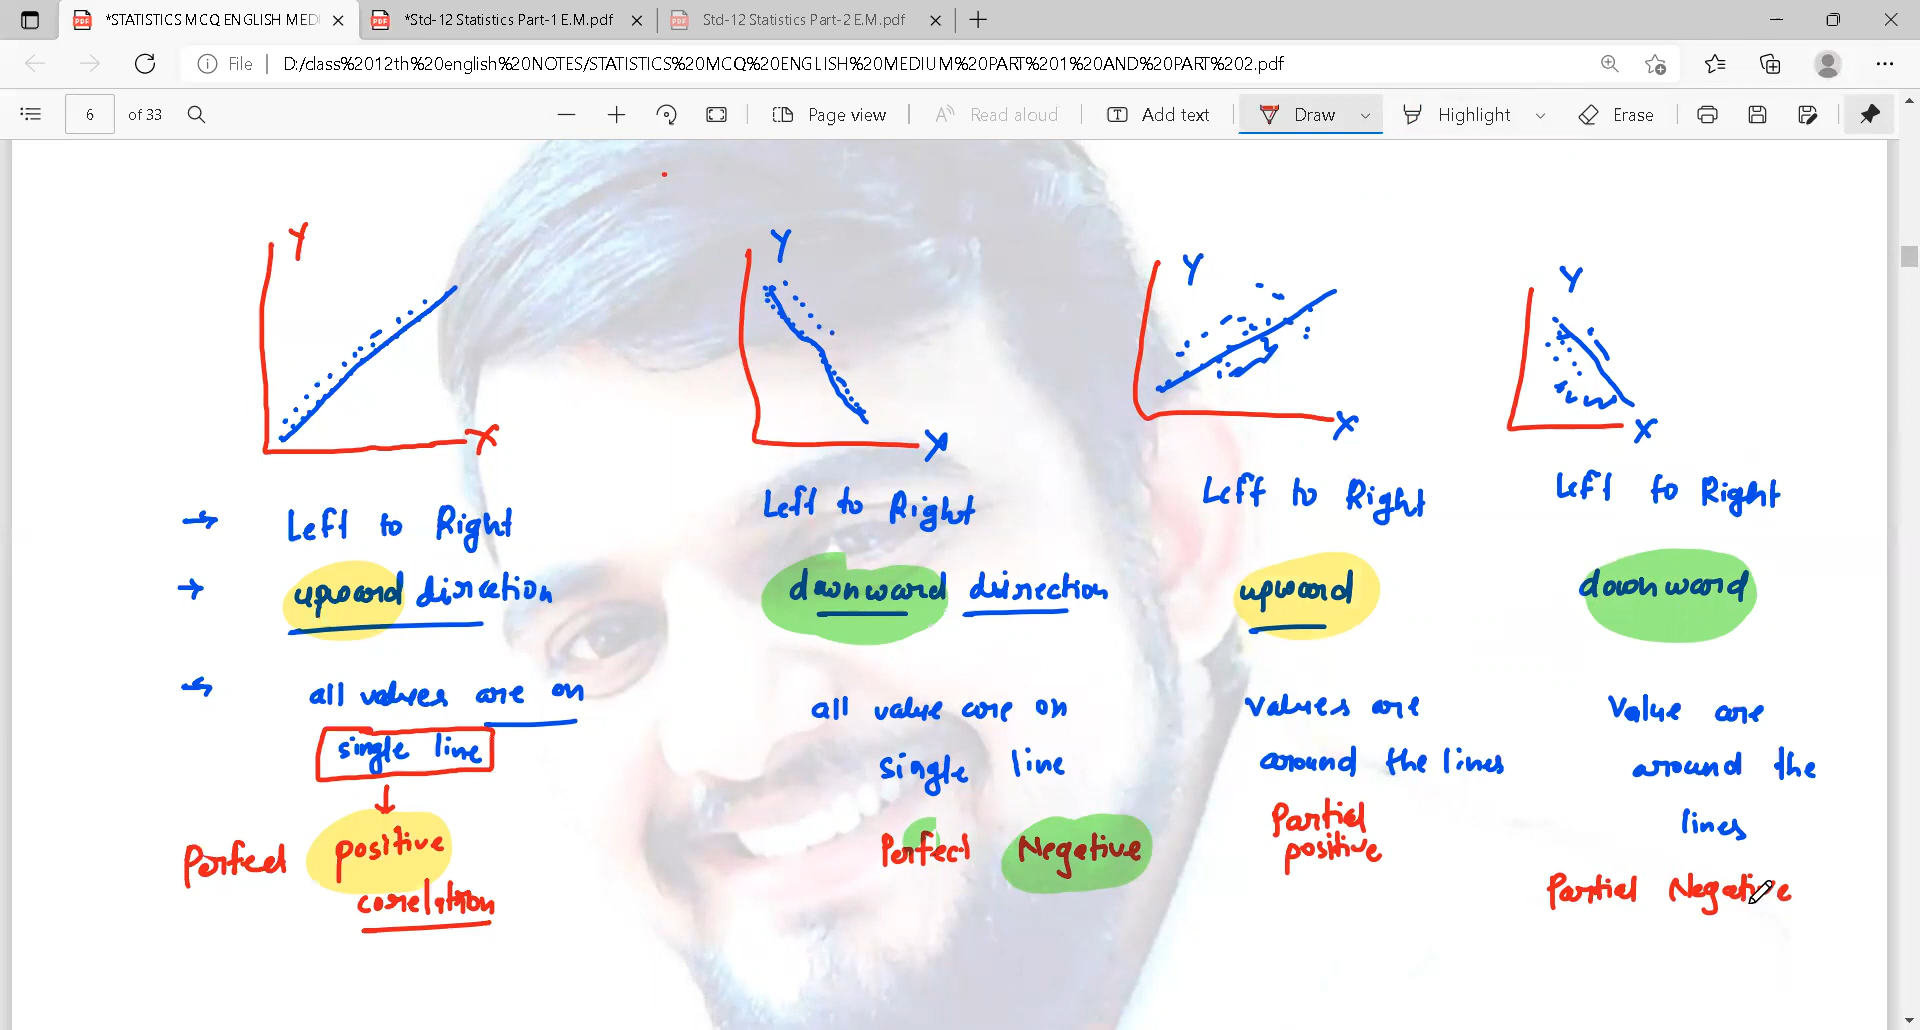 *STATISTICS MCQ ENGLISH MEDI
*Std-12 Statistics Part-1 E.M.pdf
Std-12 Statistics Part-2 E.M.pdf
File
D:/class%2012th%20english%20NOTES/STATISTICS%20MCQ%20ENGLISH%20MEDIUM%20PART%201%20AND%20PART%202.pdf
6 of 33
Page view
Read aloud
Add text
Draw
Highlight
Erase
Y
X
Y
X
Y
X
Y
X
→ Left to Right
→ upward direction
all values are on
single line
Perfect positive
corelation
Left to Right
downward direction
all value are on
single line
Perfect Negative
Left to Right
upward
values are
around the lines
Partial
positive
Left to Right
downward
Value are
around the
lines
Partial Negative